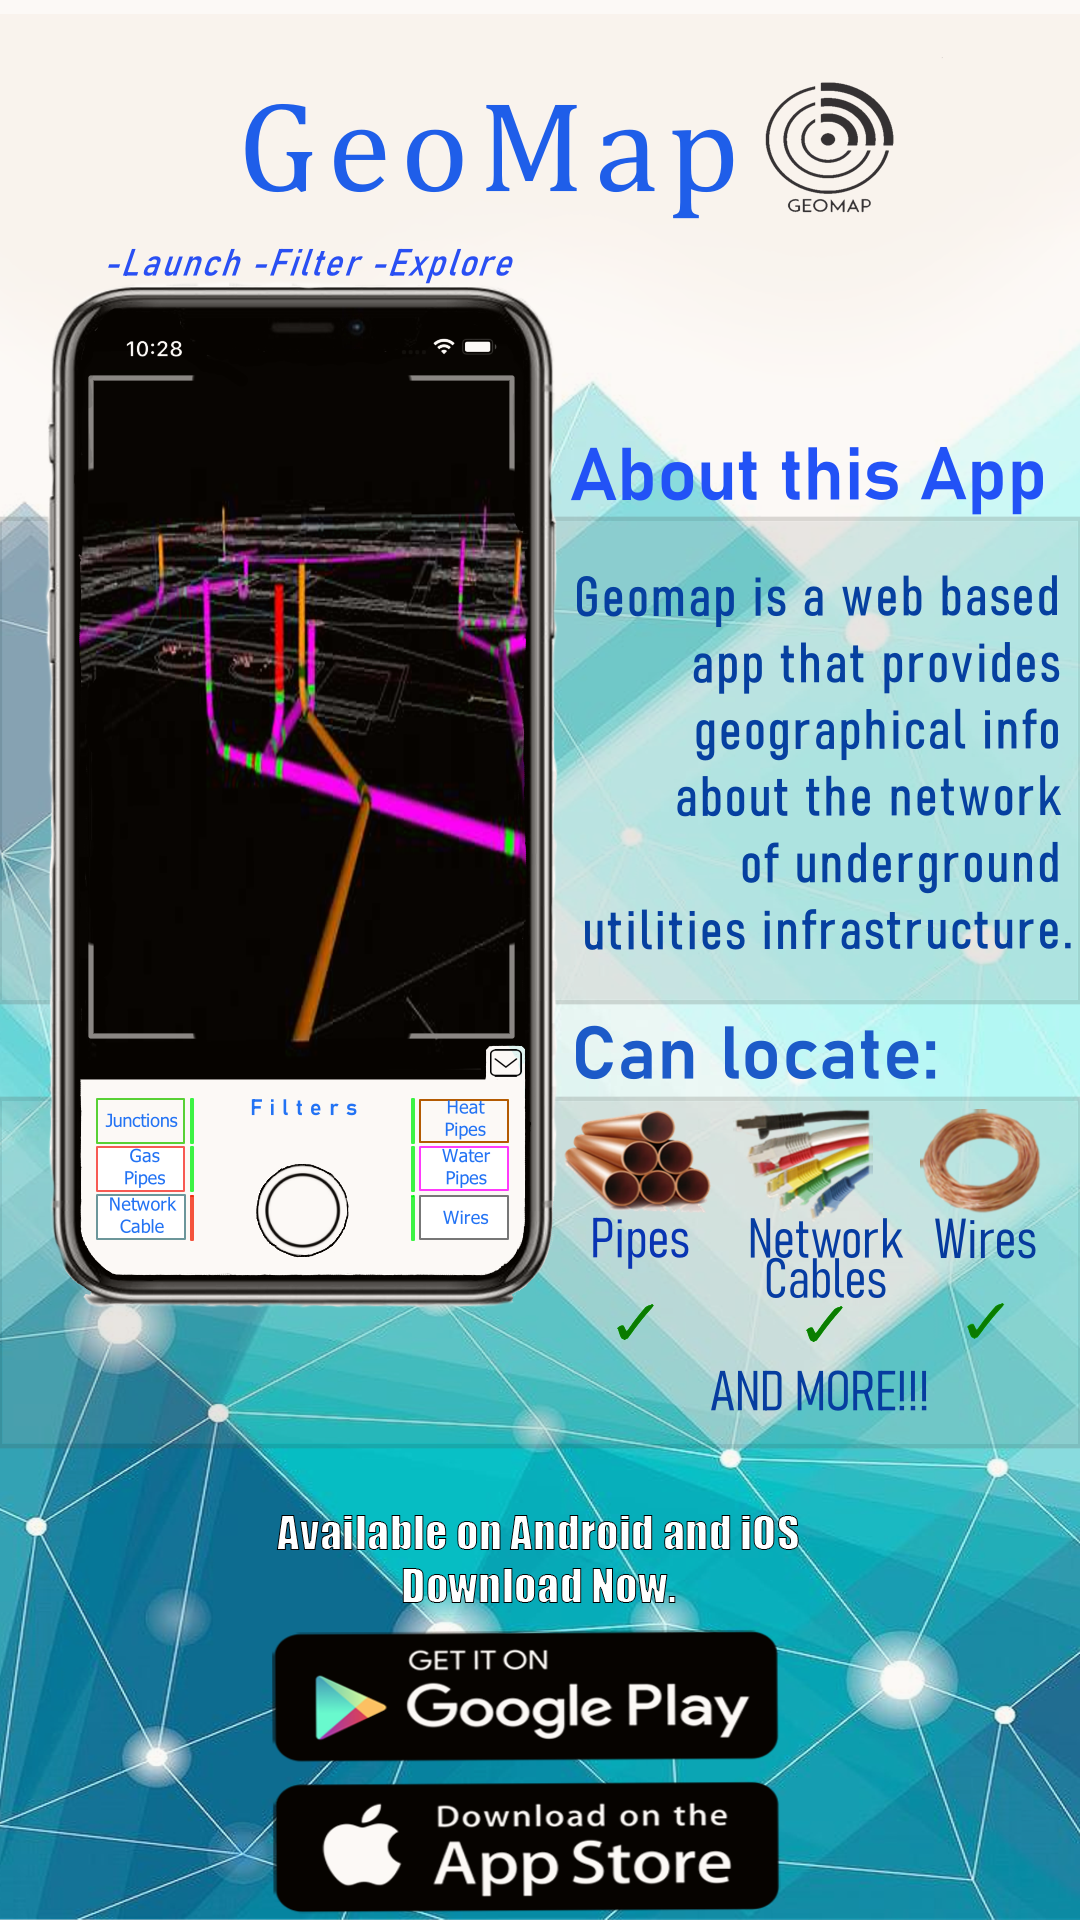 GeoMap
GEOMAP
-Launch -Filter -Explore
10:28
About this App
Geomap is a web based
app that provides
geographical info
about the network
of underground
utilities infrastructure.
Filters
Junctions
Gas
Pipes
Network
Cable
Heat
Pipes
Water
Pipes
Wires
Can locate:
Pipes
Network
Cables
Wires
AND MORE!!!
Available on Android and iOS
Download Now.
GET IT ON
Google Play
Download on the
App Store